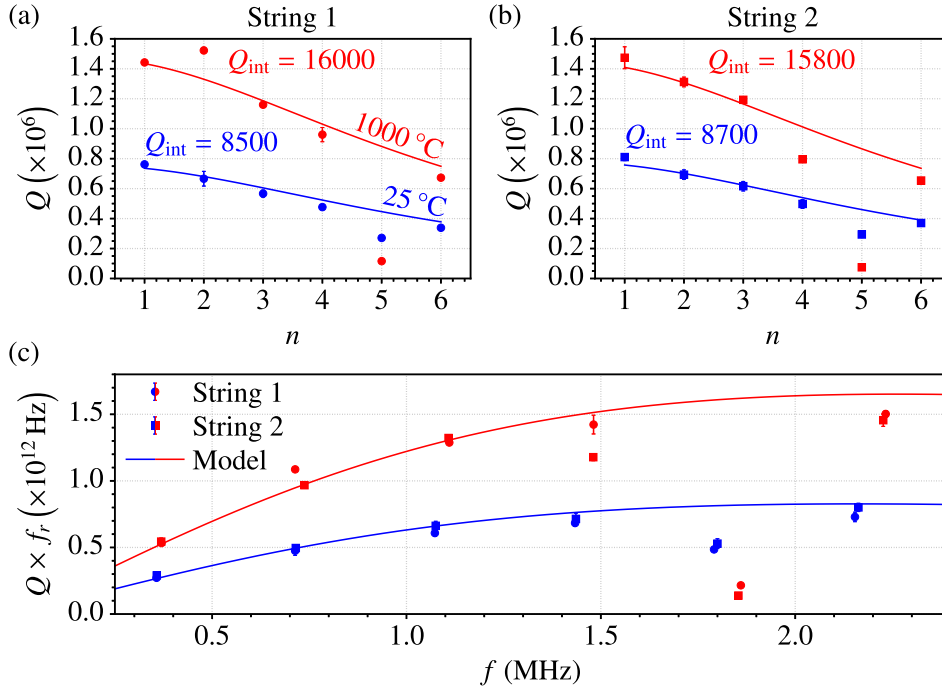 (a)
String 1
Q (×10⁶)
1.6
1.4
1.2
1.0
0.8
0.6
0.4
0.2
0.0
Q_int = 16000
1000 °C
Q_int = 8500
25 °C
1 2 3 4 5 6
n
(b)
String 2
Q (×10⁶)
1.6
1.4
1.2
1.0
0.8
0.6
0.4
0.2
0.0
Q_int = 15800
Q_int = 8700
1 2 3 4 5 6
n
(c)
Q × f_r (×10¹² Hz)
1.5
1.0
0.5
0.0
String 1
String 2
Model
0.5 1.0 1.5 2.0
f (MHz)